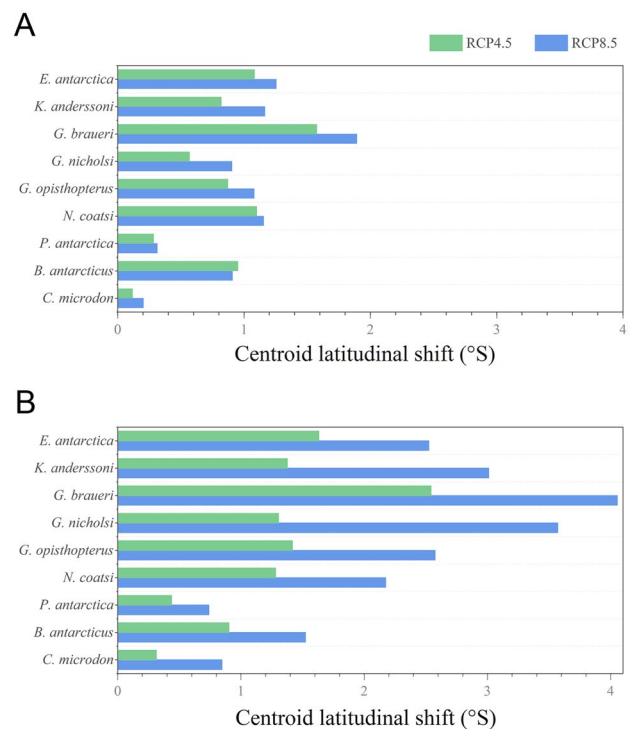 A
RCP4.5 RCP8.5
E. antarctica
K. anderssoni
G. braueri
G. nicholsi
G. opisthopterus
N. coatsi
P. antarctica
B. antarcticus
C. microdon
0 1 2 3 4
Centroid latitudinal shift (°S)
B
E. antarctica
K. anderssoni
G. braueri
G. nicholsi
G. opisthopterus
N. coatsi
P. antarctica
B. antarcticus
C. microdon
0 1 2 3 4
Centroid latitudinal shift (°S)